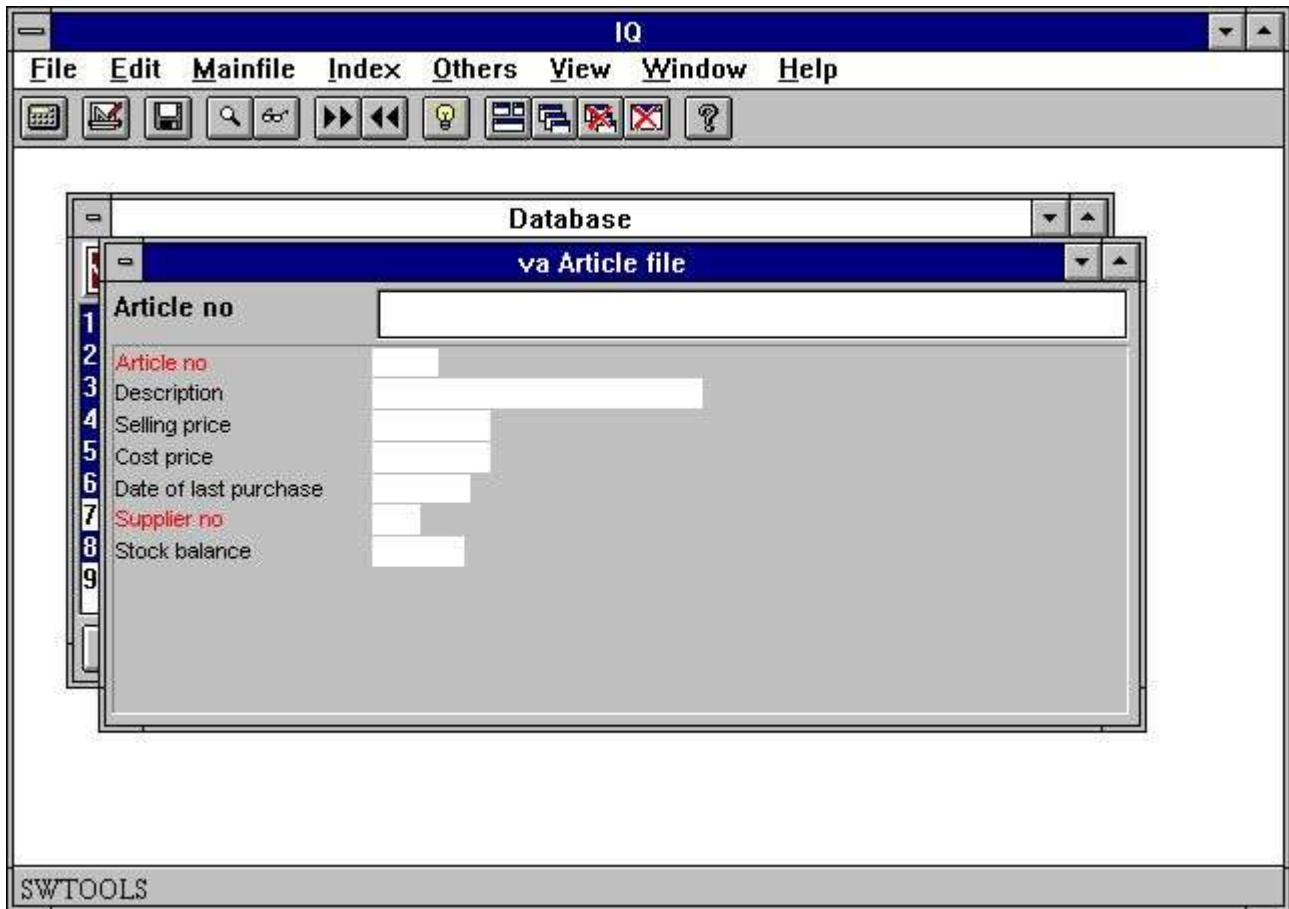 IQ
File Edit Mainfile Index Others View Window Help
Database
va Article file
Article no
1
2 Article no
3 Description
4 Selling price
5 Cost price
6 Date of last purchase
7 Supplier no
8 Stock balance
9
SWTOOLS